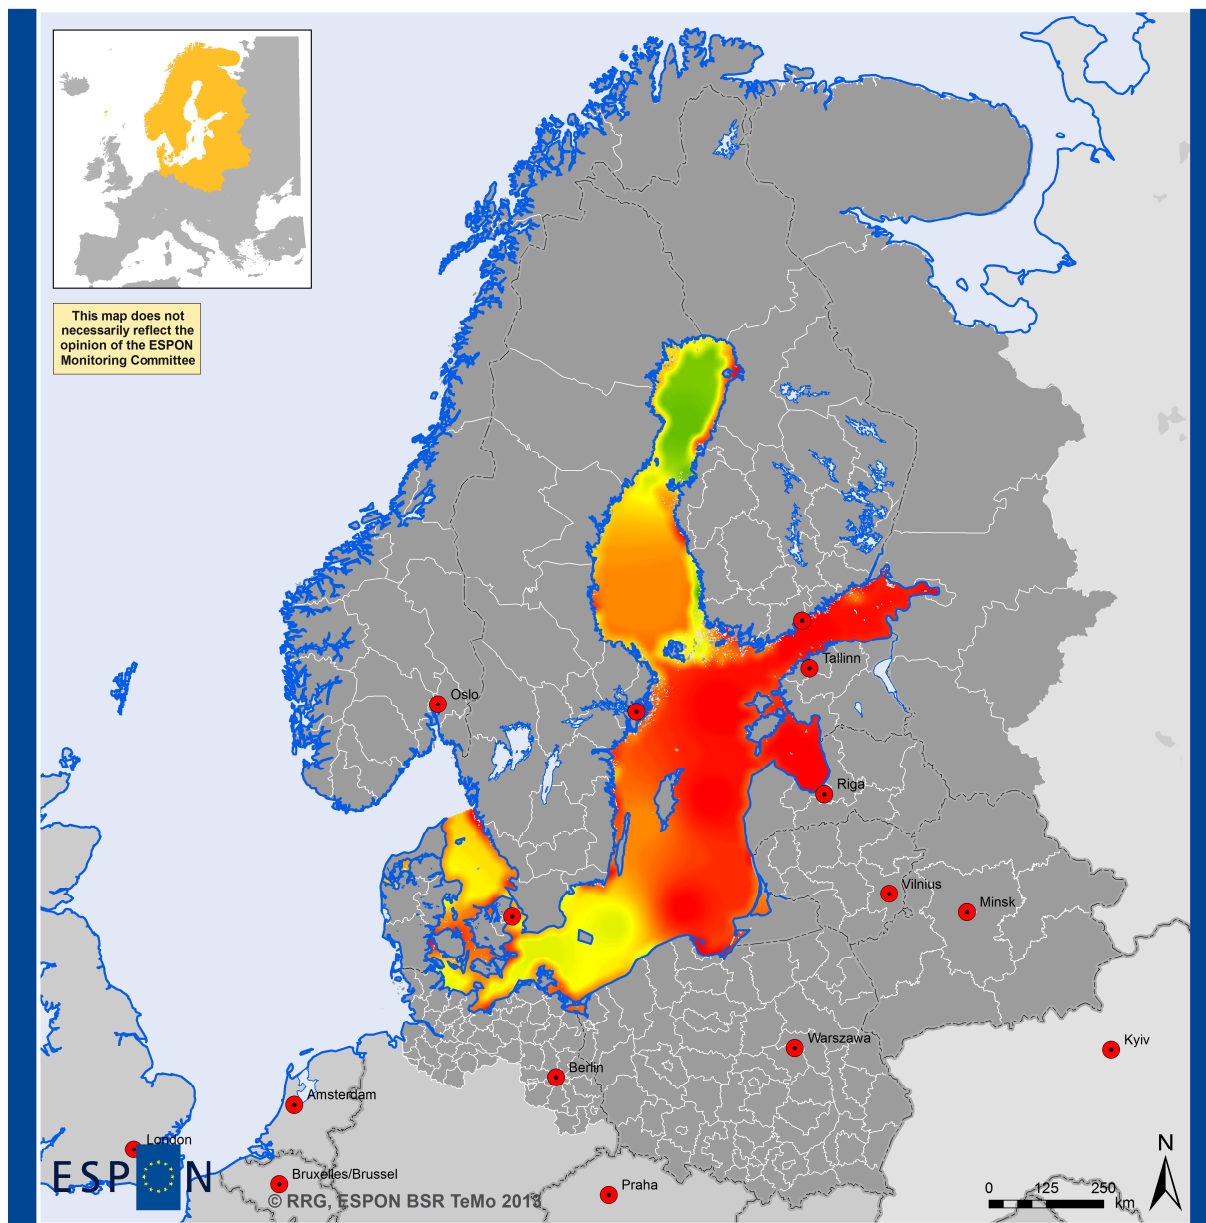 This map does not
necessarily reflect the
opinion of the ESPON
Monitoring Committee
Tallinn
Oslo
Riga
Vilnius
Minsk
Warszawa
Kyiv
Berlin
Amsterdam
London
ESPON
Bruxelles/Brussel
© RRG, ESPON BSR TeMo 2013
Praha
N
0 125 250
km